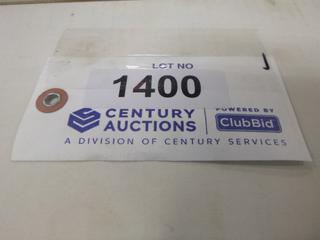 LOT NO
1400
CENTURY
AUCTIONS
POWERED BY
ClubBid
A DIVISION OF CENTURY SERVICES